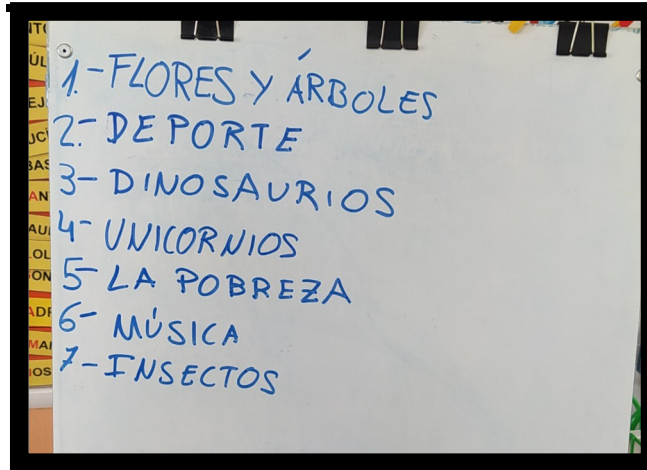 1.-FLORES Y ÁRBOLES
2.-DEPORTE
3-DINOSAURIOS
4-UNICORNIOS
5-LA POBREZA
6-MÚSICA
7-INSECTOS